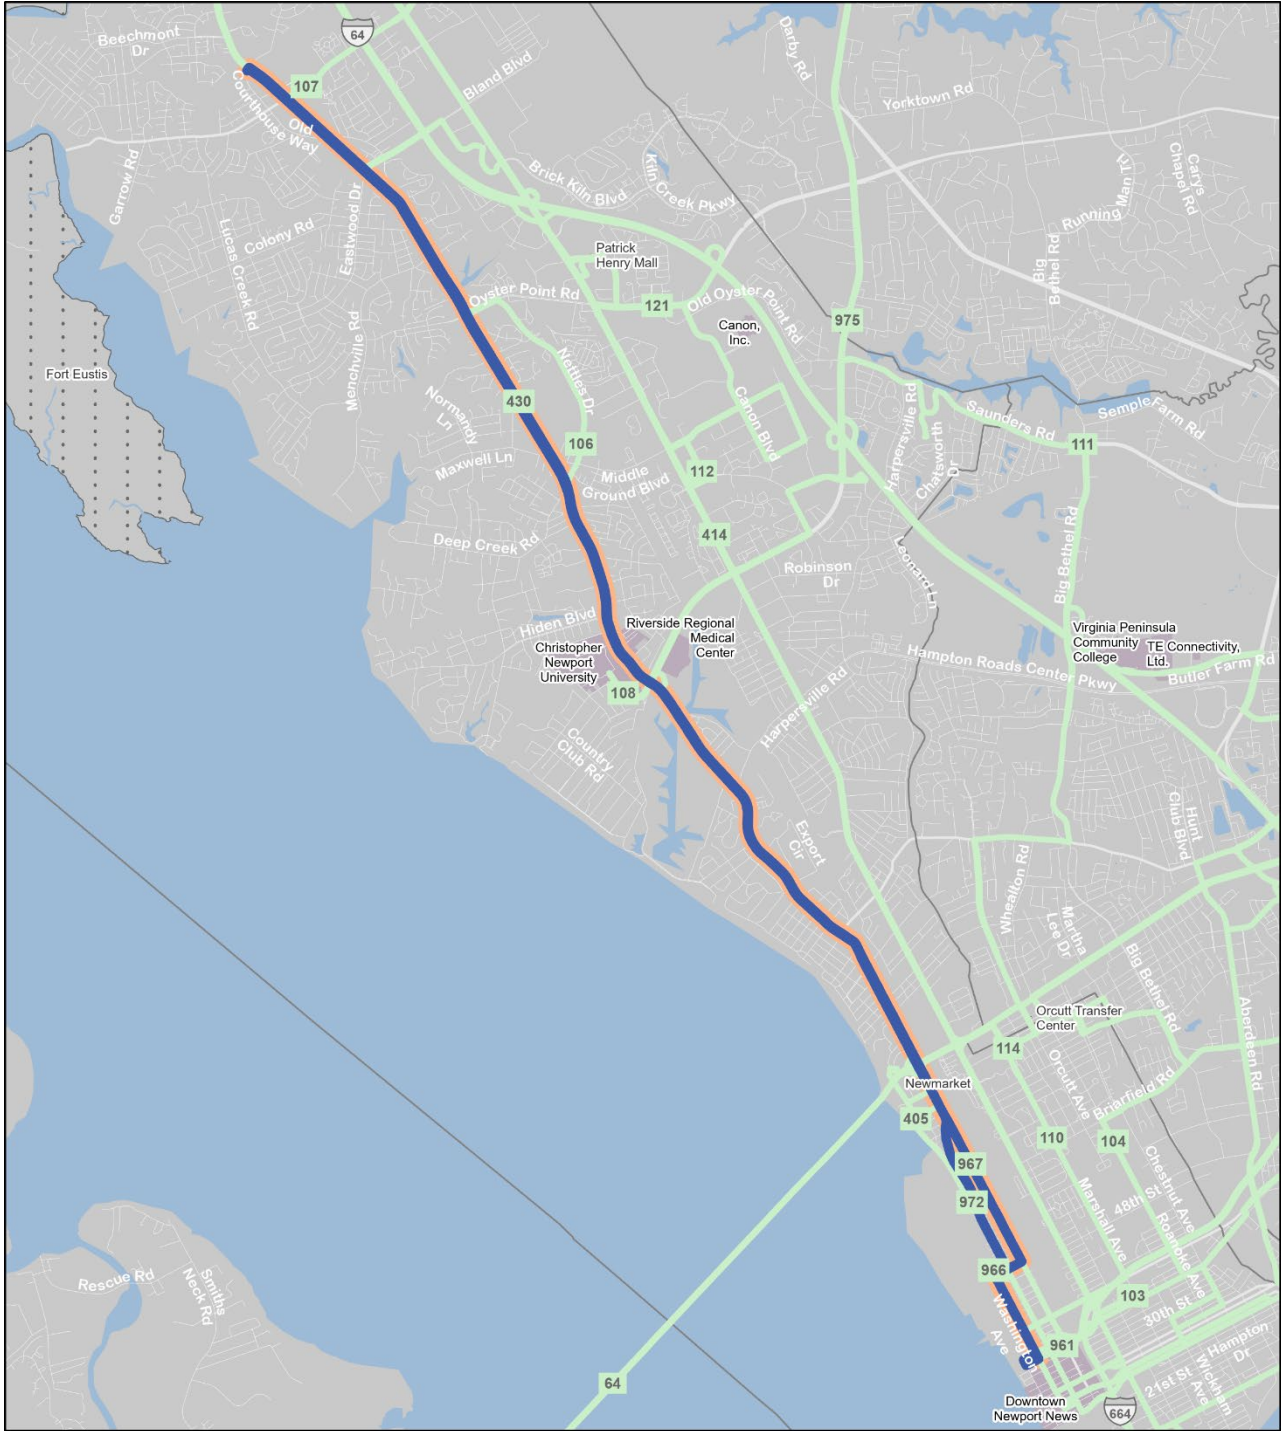 Beechmont
Dr
64
Darby Rd
Bland Blvd
107
Yorktown Rd
Courthouse Way
Old
Garrow Rd
Brick Kiln Blvd
Kiln Creek Pkwy
Running Man Trl
Carys
Chapel Rd
Eastwood Dr
Lucas Creek Rd
Colony Rd
Patrick
Henry Mall
Big
Bethel Rd
Oyster Point Rd
121
Old Oyster Point Rd
975
Canon,
Inc.
Fort Eustis
Menchville Rd
Nettles Dr
430
Normandy
Ln
Canon Blvd
Harpersville Rd
Chatsworth
Dr
Saunders Rd
Semple Farm Rd
106
111
Maxwell Ln
Middle
Ground Blvd
112
414
Deep Creek Rd
Big Bethel Rd
Robinson
Dr
Leonard Ln
Hiden Blvd
Riverside Regional
Medical
Center
Christopher
Newport
University
Virginia Peninsula
Community
College
TE Connectivity,
Ltd.
Hampton Roads Center Pkwy
Butler Farm Rd
108
Harpersville Rd
Country
Club Rd
Export
Cir
Hunt
Club Blvd
Whealton Rd
Martha
Lee Dr
Big Bethel Rd
Orcutt Transfer
Center
114
Aberdeen Rd
Orcutt Ave
Newmarket
Briarfield Rd
405
110
104
967
Chestnut Ave
972
48th St
Marshall Ave
Roanoke Ave
966
Rescue Rd
Smiths
Neck Rd
103
30th St
Washington
Ave
961
Hampton
Dr
64
21st St
Wickham
Ave
Downtown
Newport News
664